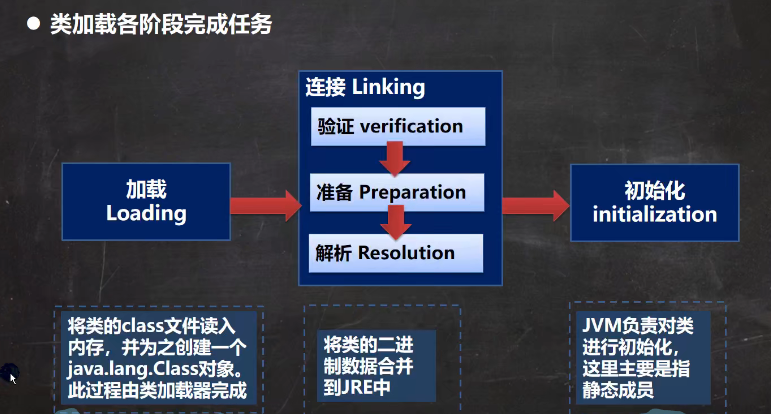 ● 类加载各阶段完成任务
连接 Linking
验证 verification
准备 Preparation
解析 Resolution
加载
Loading
初始化
initialization
将类的class文件读入
内存，并为之创建一个
java.lang.Class对象。
此过程由类加载器完成
将类的二进
制数据合并
到JRE中
JVM负责对类
进行初始化，
这里主要是指
静态成员